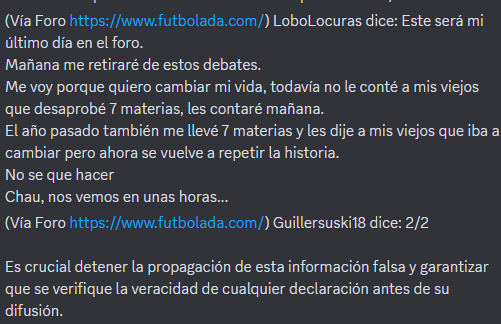 (Vía Foro https://www.futbolada.com/) LoboLocuras dice: Este será mi
último día en el foro.
Mañana me retiraré de estos debates.
Me voy porque quiero cambiar mi vida, todavía no le conté a mis viejos
que desaprobé 7 materias, les contaré mañana.
El año pasado también me llevé 7 materias y les dije a mis viejos que iba a
cambiar pero ahora se vuelve a repetir la historia.
No se que hacer
Chau, nos vemos en unas horas...
(Vía Foro https://www.futbolada.com/) Guillersuski18 dice: 2/2
Es crucial detener la propagación de esta información falsa y garantizar
que se verifique la veracidad de cualquier declaración antes de su
difusión.